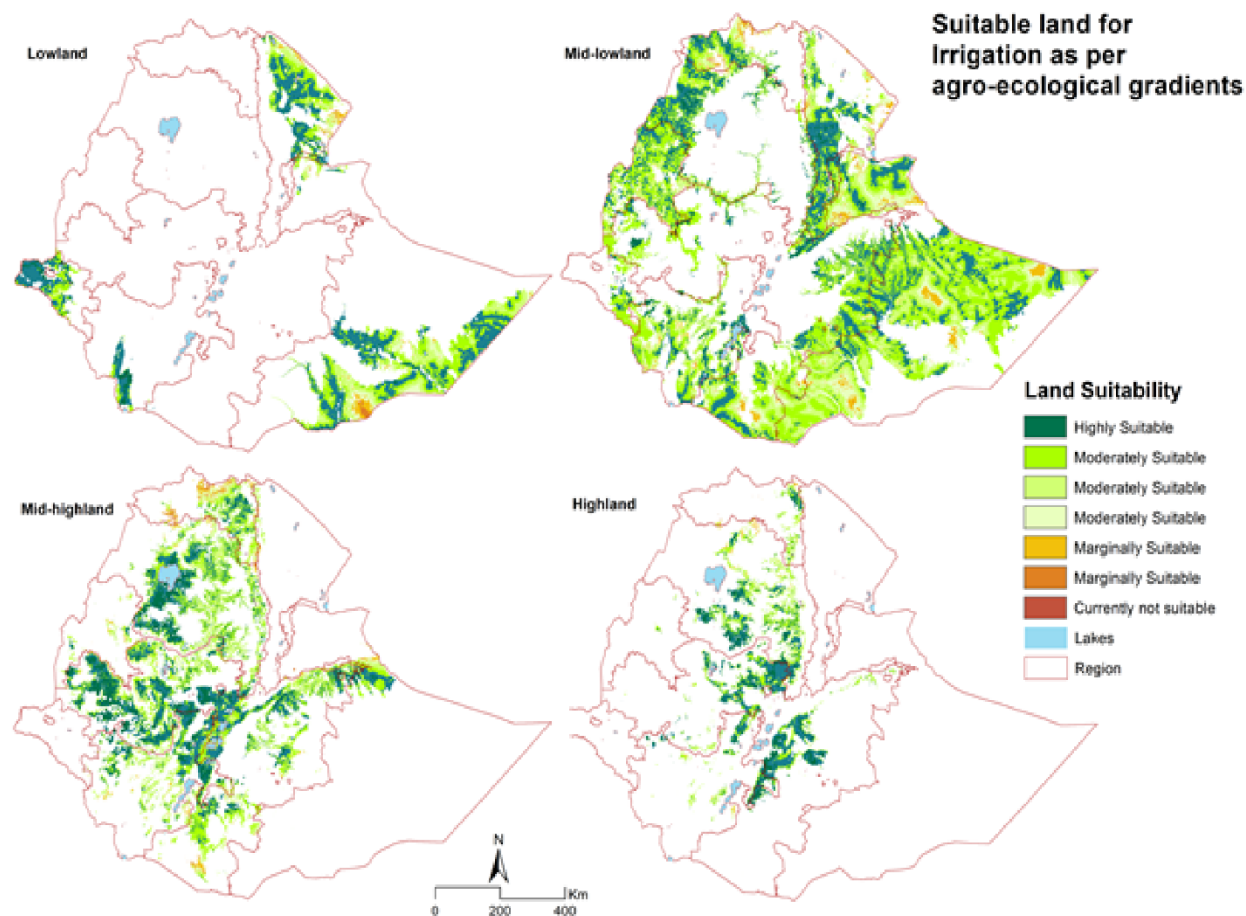 Suitable land for
Irrigation as per
agro-ecological gradients
Lowland
Mid-lowland
Mid-highland
Highland
Land Suitability
Highly Suitable
Moderately Suitable
Moderately Suitable
Moderately Suitable
Marginally Suitable
Marginally Suitable
Currently not suitable
Lakes
Region
N
Km
0 200 400